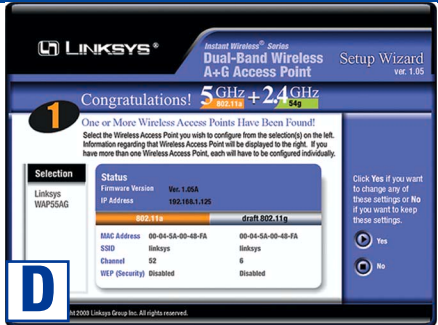 LINKSYS®
Instant Wireless® Series
Dual-Band Wireless
A+G Access Point
Setup Wizard
ver. 1.05
Congratulations! 5 GHz 802.11a + 2.4 GHz 54g
1
One or More Wireless Access Points Have Been Found!
Select the Wireless Access Point you wish to configure from the selection(s) on the left.
Information regarding that Wireless Access Point will be displayed to the right. If you
have more than one Wireless Access Point, each will have to be configured individually.
Selection
Linksys
WAP55AG
Status
Firmware Version Ver. 1.05A
IP Address 192.168.1.125
802.11a draft 802.11g
MAC Address 00-04-5A-00-48-FA 00-04-5A-00-48-FA
SSID linksys linksys
Channel 52 6
WEP (Security) Disabled Disabled
Click Yes if you want
to change any of
these settings or No
if you want to keep
these settings.
Yes
No
D
2003 Linksys Group Inc. All rights reserved.